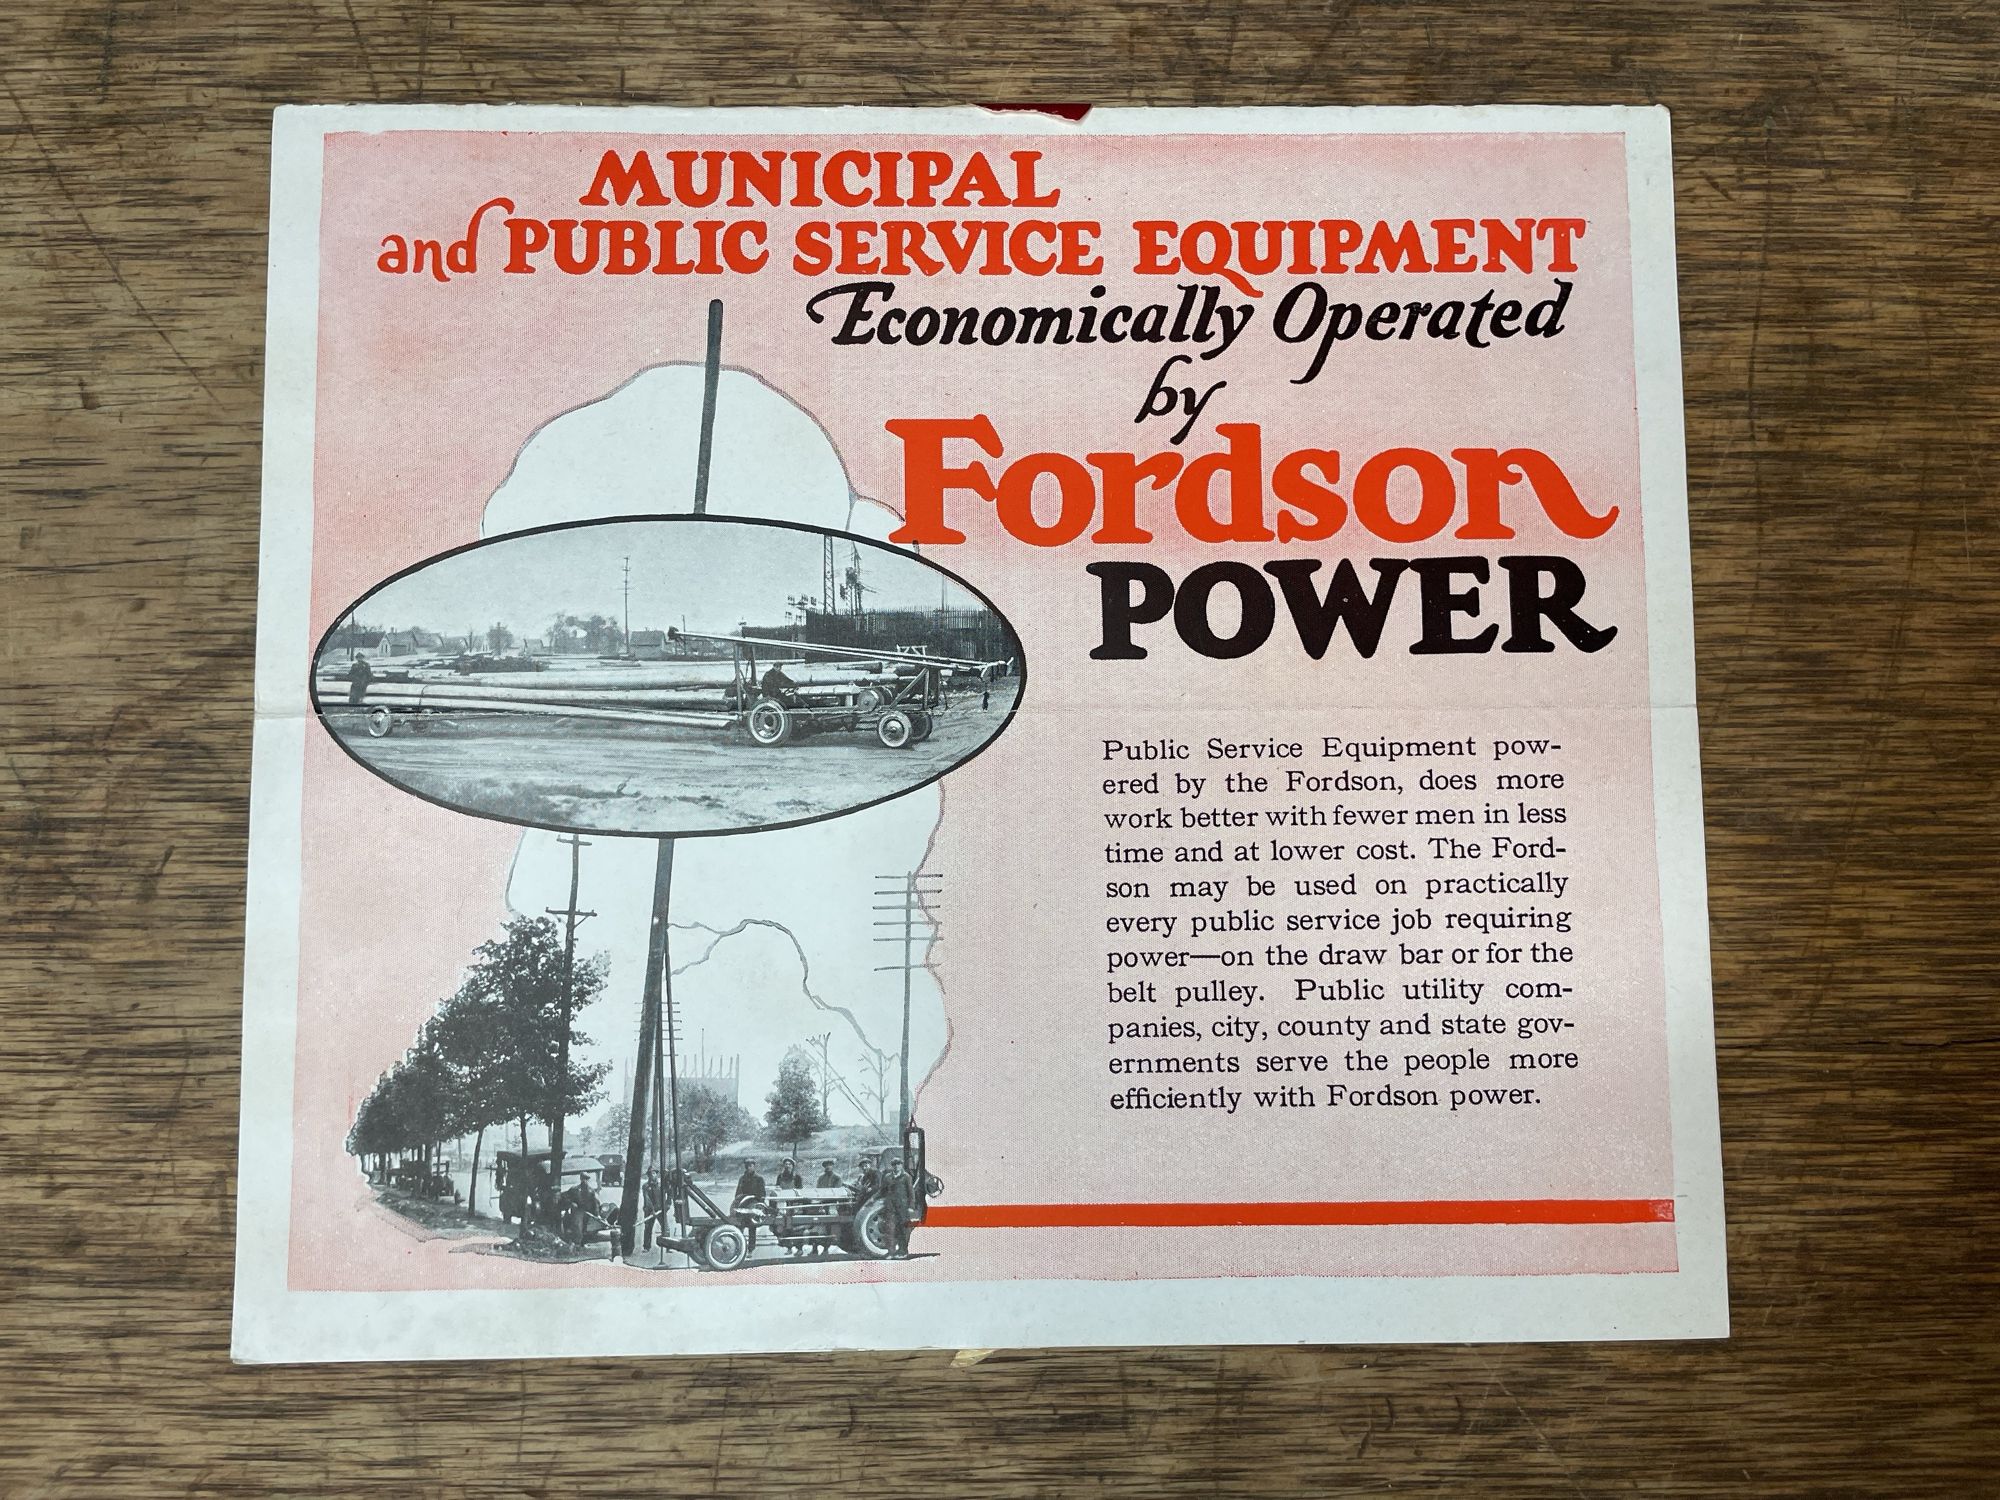 MUNICIPAL
and PUBLIC SERVICE EQUIPMENT
Economically Operated
by
Fordson
POWER
Public Service Equipment pow-
ered by the Fordson, does more
work better with fewer men in less
time and at lower cost. The Ford-
son may be used on practically
every public service job requiring
power—on the draw bar or for the
belt pulley. Public utility com-
panies, city, county and state gov-
ernments serve the people more
efficiently with Fordson power.